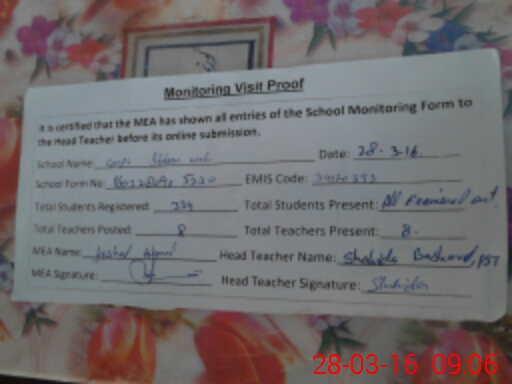 Monitoring Visit Proof
It is certified that the MEA has shown all entries of the School Monitoring Form to
the Head Teacher before its online submission.
School Name: Date: 28-3-16.
School Form No: EMIS Code:
Total Students Registered: Total Students Present: All
Total Teachers Posted: 8 Total Teachers Present: 8.
MEA Name: Head Teacher Name: Shahida PST
MEA Signature: Head Teacher Signature: Shahida
28-03-16 09:06